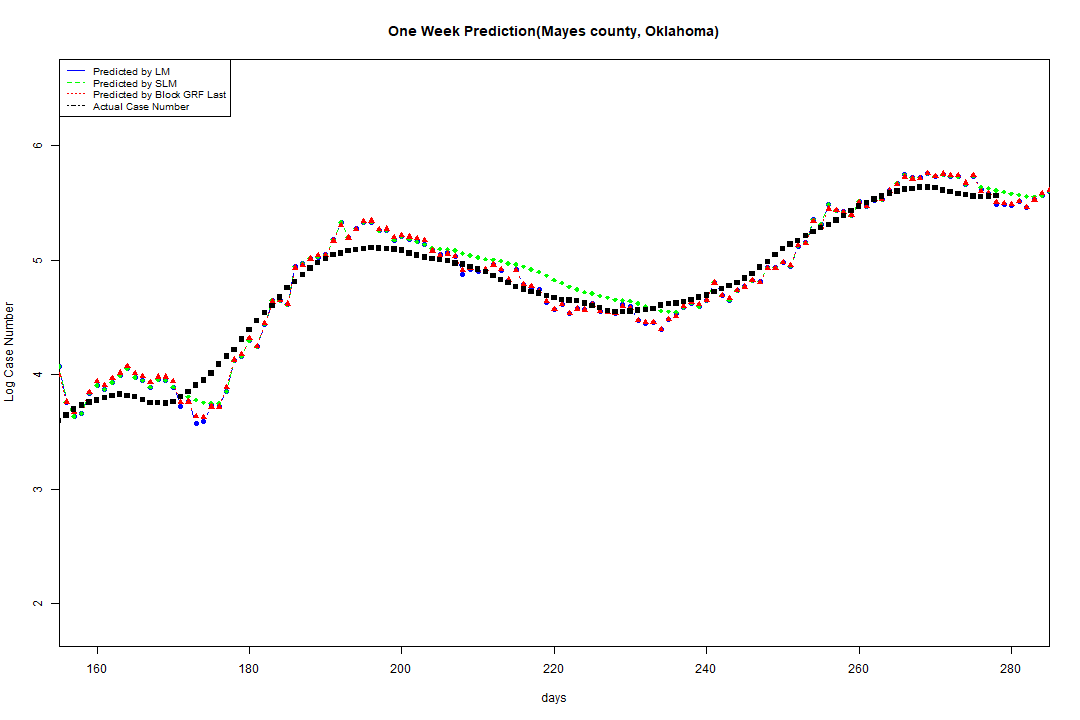 One Week Prediction(Mayes county, Oklahoma)
Predicted by LM
Predicted by SLM
Predicted by Block GRF Last
Actual Case Number
6
5
4
3
2
Log Case Number
160 180 200 220 240 260 280
days